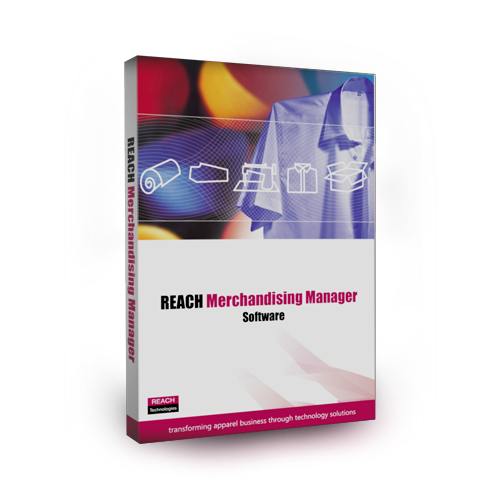 REACH Merchandising Manager
REACH Merchandising Manager
Software
REACH
Technologies
transforming apparel business through technology solutions